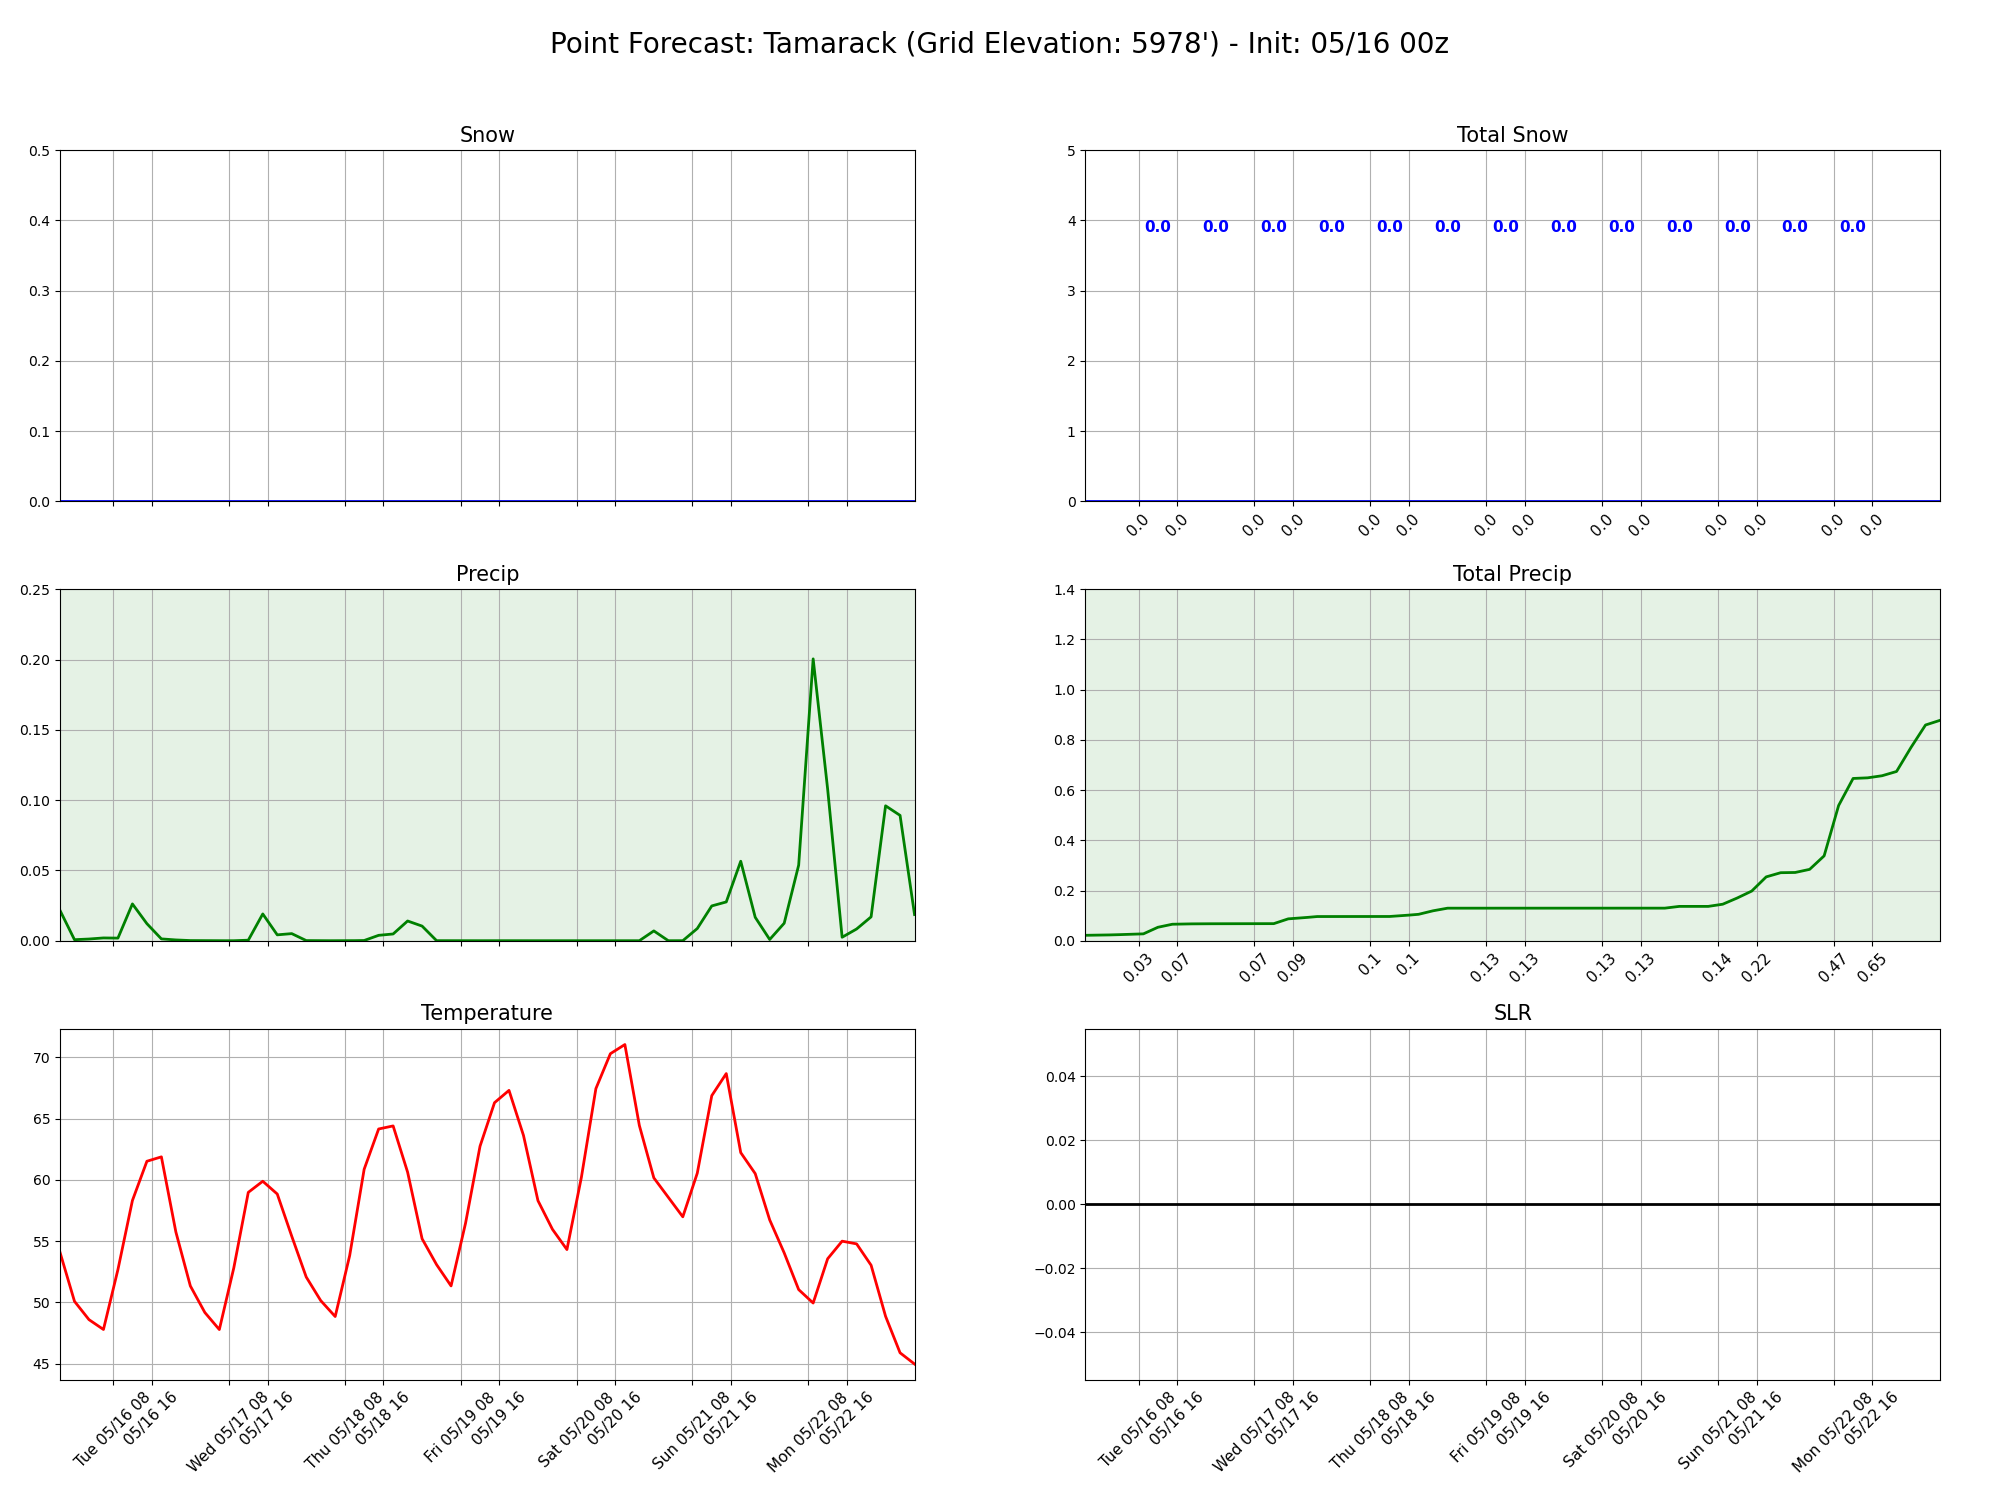 Point Forecast: Tamarack (Grid Elevation: 5978') - Init: 05/16 00z
Snow
0.5
0.4
0.3
0.2
0.1
0.0
Total Snow
5
4
3
2
1
0
0.0 0.0 0.0 0.0 0.0 0.0 0.0 0.0 0.0 0.0 0.0 0.0 0.0
0.0 0.0 0.0 0.0 0.0 0.0 0.0 0.0 0.0 0.0 0.0 0.0 0.0 0.0
Precip
0.25
0.20
0.15
0.10
0.05
0.00
Total Precip
1.4
1.2
1.0
0.8
0.6
0.4
0.2
0.0
0.03 0.07 0.07 0.09 0.1 0.1 0.13 0.13 0.13 0.13 0.14 0.22 0.47 0.65
Temperature
70
65
60
55
50
45
Tue 05/16 08
05/16 16
Wed 05/17 08
05/17 16
Thu 05/18 08
05/18 16
Fri 05/19 08
05/19 16
Sat 05/20 08
05/20 16
Sun 05/21 08
05/21 16
Mon 05/22 08
05/22 16
SLR
0.04
0.02
0.00
−0.02
−0.04
Tue 05/16 08
05/16 16
Wed 05/17 08
05/17 16
Thu 05/18 08
05/18 16
Fri 05/19 08
05/19 16
Sat 05/20 08
05/20 16
Sun 05/21 08
05/21 16
Mon 05/22 08
05/22 16